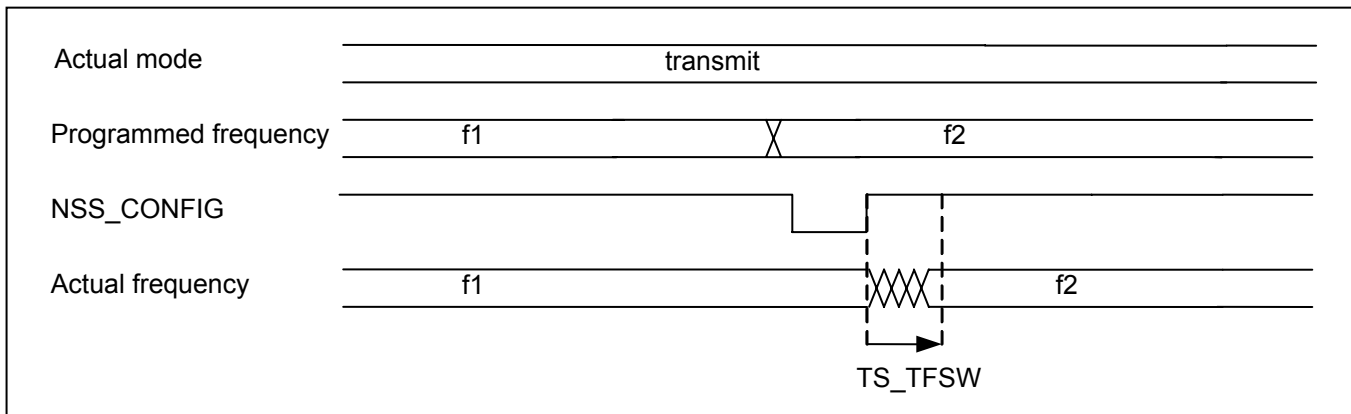 Actual mode transmit
Programmed frequency f1 f2
NSS_CONFIG
Actual frequency f1 f2
TS_TFSW